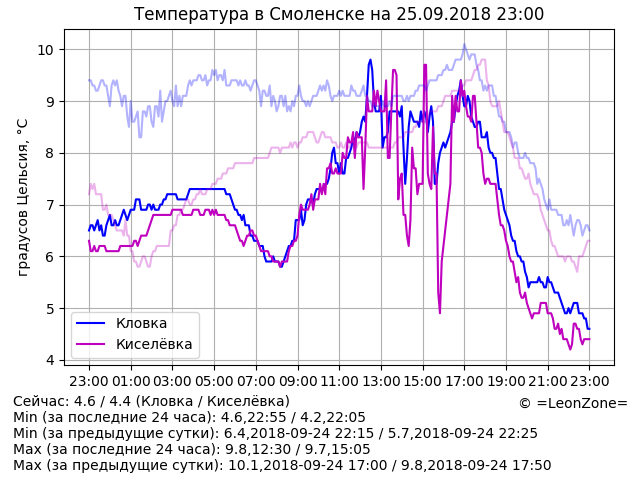 Температура в Смоленске на 25.09.2018 23:00
градусов Цельсия, °C
10
9
8
7
6
5
4
Кловка
Киселёвка
23:00 01:00 03:00 05:00 07:00 09:00 11:00 13:00 15:00 17:00 19:00 21:00 23:00
Сейчас: 4.6 / 4.4 (Кловка / Киселёвка)
© =LeonZone=
Min (за последние 24 часа): 4.6,22:55 / 4.2,22:05
Min (за предыдущие сутки): 6.4,2018-09-24 22:15 / 5.7,2018-09-24 22:25
Max (за последние 24 часа): 9.8,12:30 / 9.7,15:05
Max (за предыдущие сутки): 10.1,2018-09-24 17:00 / 9.8,2018-09-24 17:50